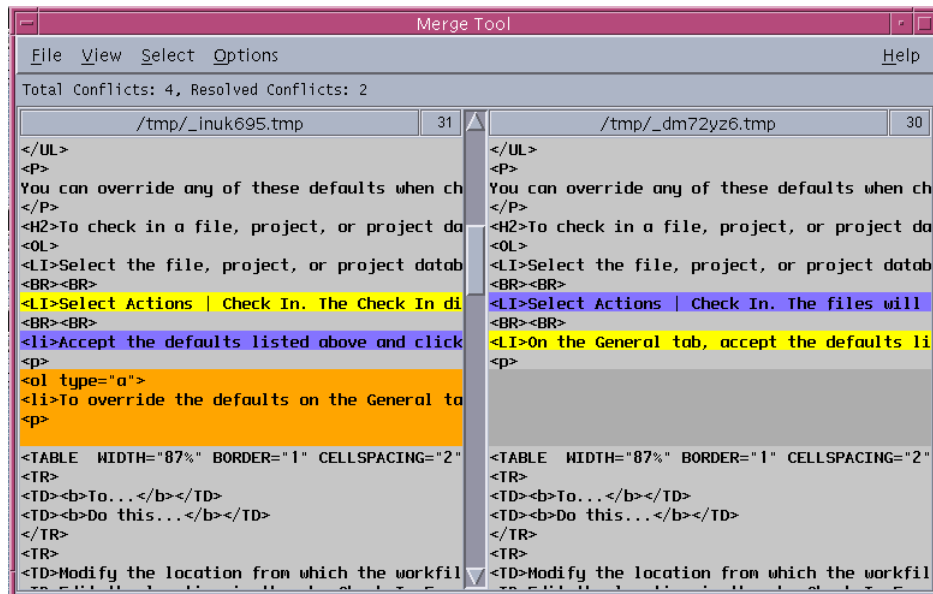 Merge Tool
File View Select Options Help
Total Conflicts: 4, Resolved Conflicts: 2
/tmp/_inuk695.tmp 31
</UL>
<P>
You can override any of these defaults when ch
</P>
<H2>To check in a file, project, or project da
<OL>
<LI>Select the file, project, or project datab
<BR><BR>
<LI>Select Actions | Check In. The Check In di
<BR><BR>
<li>Accept the defaults listed above and click
<p>
<ol type="a">
<li>To override the defaults on the General ta
<p>
<TABLE WIDTH="87%" BORDER="1" CELLSPACING="2"
<TR>
<TD><b>To...</b></TD>
<TD><b>Do this...</b></TD>
</TR>
<TR>
<TD>Modify the location from which the workfil
/tmp/_dm72yz6.tmp 30
</UL>
<P>
You can override any of these defaults when ch
</P>
<H2>To check in a file, project, or project da
<OL>
<LI>Select the file, project, or project datab
<BR><BR>
<LI>Select Actions | Check In. The files will
<BR><BR>
<LI>On the General tab, accept the defaults li
<p>
<TABLE WIDTH="87%" BORDER="1" CELLSPACING="2"
<TR>
<TD><b>To...</b></TD>
<TD><b>Do this...</b></TD>
</TR>
<TR>
<TD>Modify the location from which the workfil